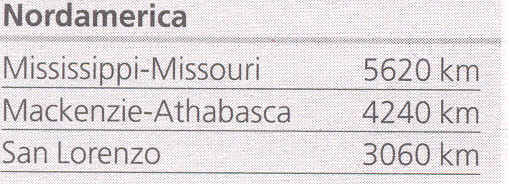 Nordamerica
Mississippi-Missouri 5620 km
Mackenzie-Athabasca 4240 km
San Lorenzo 3060 km